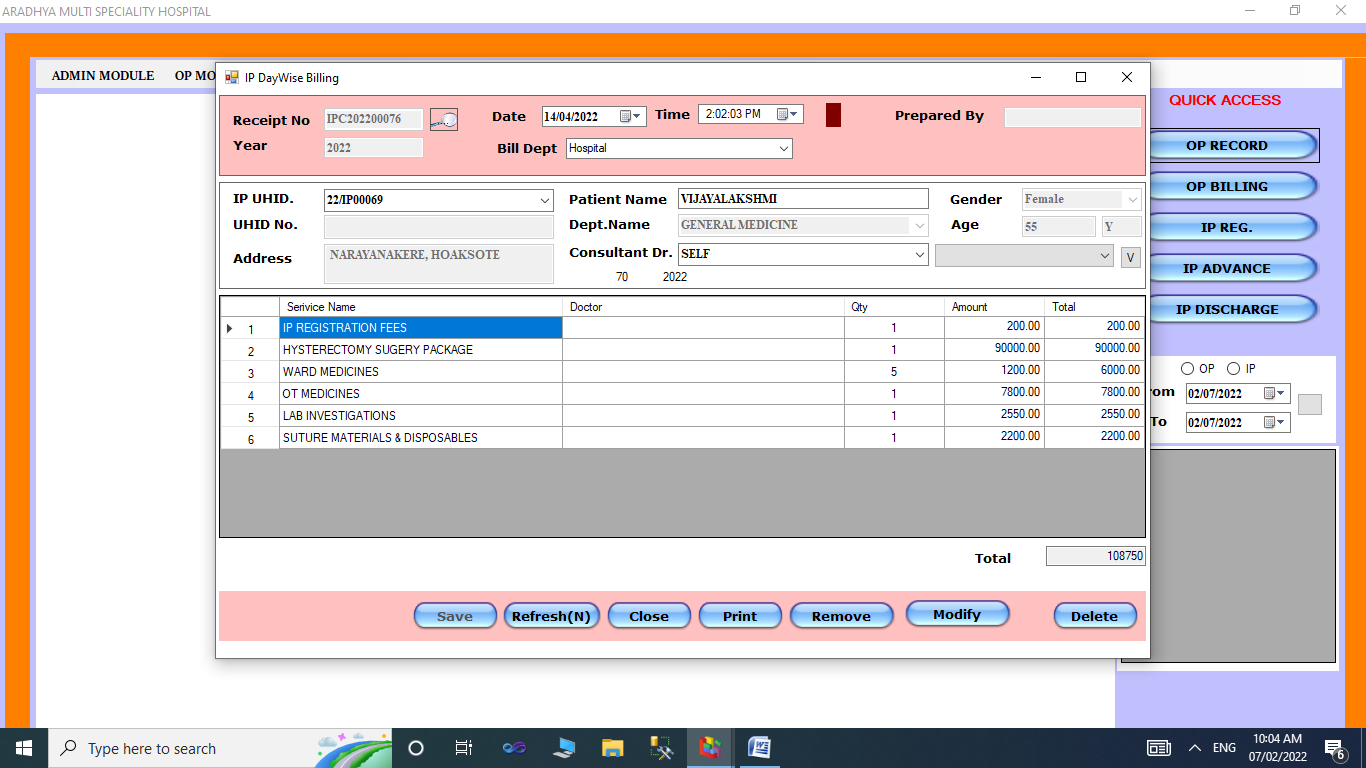 ARADHYA MULTI SPECIALITY HOSPITAL
ADMIN MODULE OP MO
IP DayWise Billing
QUICK ACCESS
Receipt No IPC202200076 Date 14/04/2022 Time 2:02:03 PM Prepared By
Year 2022 Bill Dept Hospital
OP RECORD
OP BILLING
IP REG.
IP ADVANCE
IP DISCHARGE
IP UHID. 22/IP00069 Patient Name VIJAYALAKSHMI Gender Female
UHID No. Dept.Name GENERAL MEDICINE Age 55 Y
Address NARAYANAKERE, HOAKSOTE Consultant Dr. SELF V
70 2022
Serivice Name Doctor Qty Amount Total
1 IP REGISTRATION FEES 1 200.00 200.00
2 HYSTERECTOMY SUGERY PACKAGE 1 90000.00 90000.00
3 WARD MEDICINES 5 1200.00 6000.00
4 OT MEDICINES 1 7800.00 7800.00
5 LAB INVESTIGATIONS 1 2550.00 2550.00
6 SUTURE MATERIALS & DISPOSABLES 1 2200.00 2200.00
OP IP
rom 02/07/2022
To 02/07/2022
Total 108750
Save Refresh(N) Close Print Remove Modify Delete
Type here to search
ENG
10:04 AM
07/02/2022
6